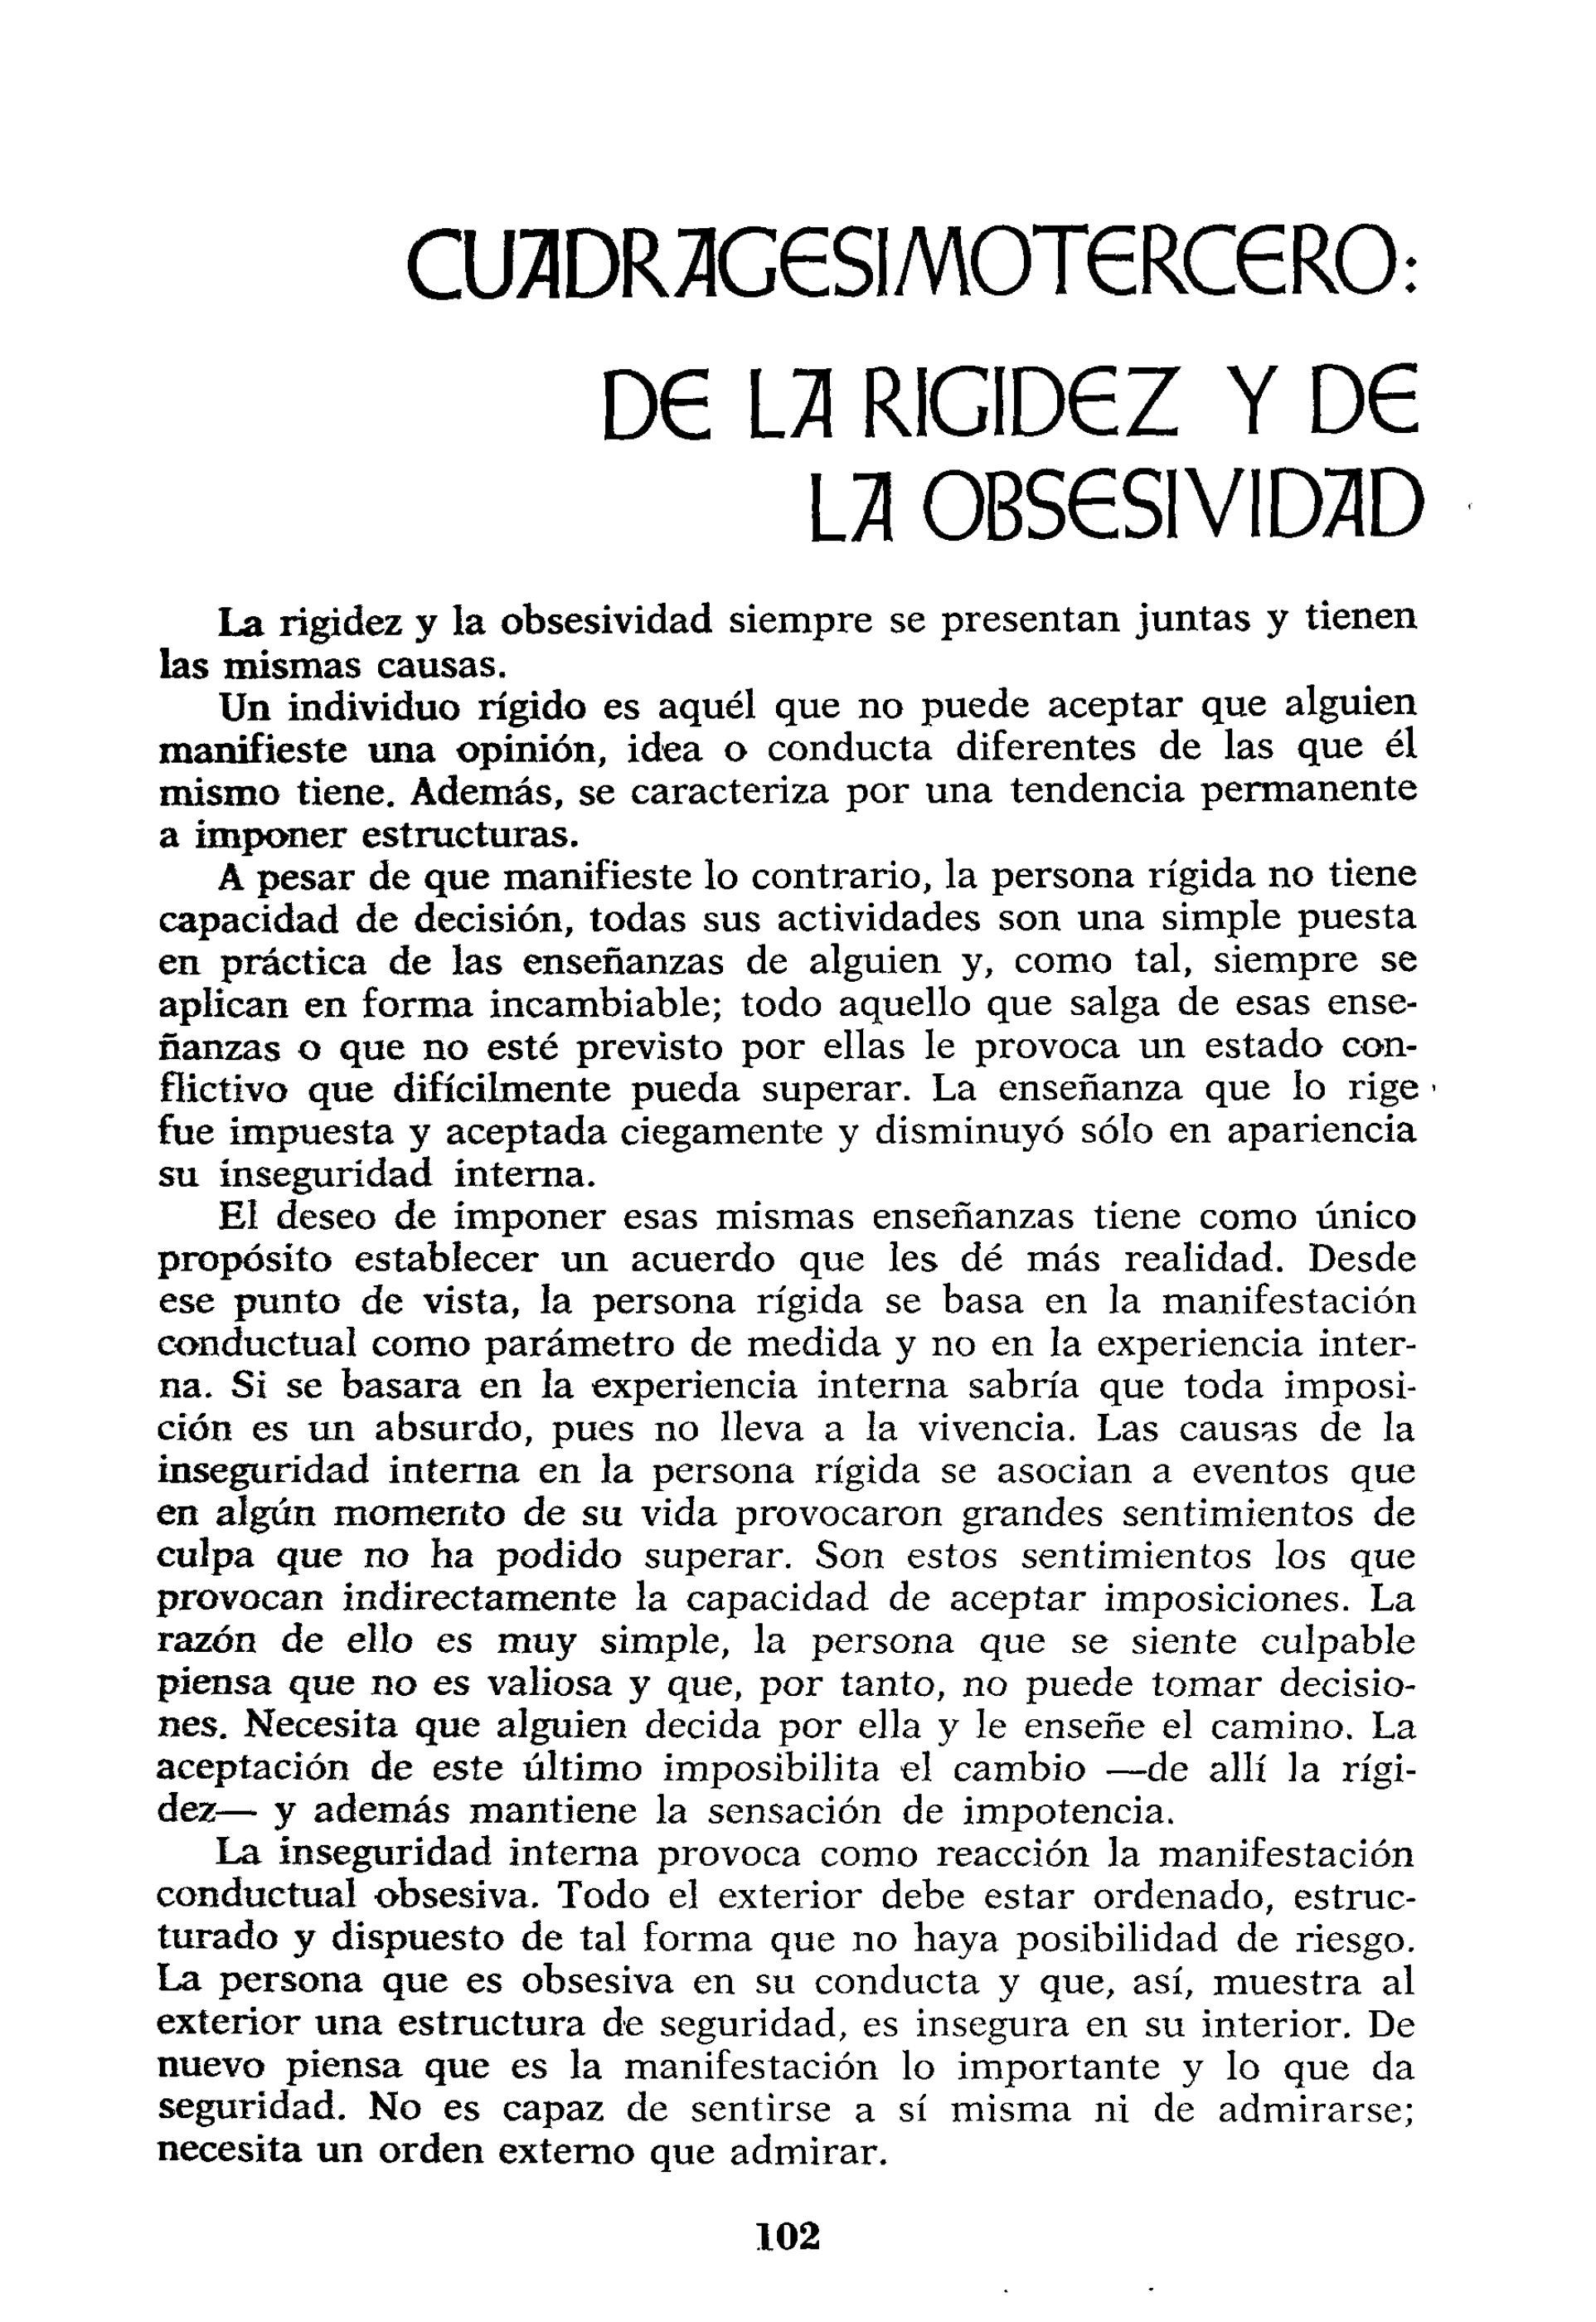 CUADRAGESIMOTERCERO:
DE LA RIGIDEZ Y DE
LA OBSESIVIDAD
La rigidez y la obsesividad siempre se presentan juntas y tienen
las mismas causas.
Un individuo rígido es aquél que no puede aceptar que alguien
manifieste una opinión, idea o conducta diferentes de las que él
mismo tiene. Además, se caracteriza por una tendencia permanente
a imponer estructuras.
A pesar de que manifieste lo contrario, la persona rígida no tiene
capacidad de decisión, todas sus actividades son una simple puesta
en práctica de las enseñanzas de alguien y, como tal, siempre se
aplican en forma incambiable; todo aquello que salga de esas ense-
ñanzas o que no esté previsto por ellas le provoca un estado con-
flictivo que difícilmente pueda superar. La enseñanza que lo rige
fue impuesta y aceptada ciegamente y disminuyó sólo en apariencia
su inseguridad interna.
El deseo de imponer esas mismas enseñanzas tiene como único
propósito establecer un acuerdo que les dé más realidad. Desde
ese punto de vista, la persona rígida se basa en la manifestación
conductual como parámetro de medida y no en la experiencia inter-
na. Si se basara en la experiencia interna sabría que toda imposi-
ción es un absurdo, pues no lleva a la vivencia. Las causas de la
inseguridad interna en la persona rígida se asocian a eventos que
en algún momento de su vida provocaron grandes sentimientos de
culpa que no ha podido superar. Son estos sentimientos los que
provocan indirectamente la capacidad de aceptar imposiciones. La
razón de ello es muy simple, la persona que se siente culpable
piensa que no es valiosa y que, por tanto, no puede tomar decisio-
nes. Necesita que alguien decida por ella y le enseñe el camino. La
aceptación de este último imposibilita el cambio —de allí la rígi-
dez— y además mantiene la sensación de impotencia.
La inseguridad interna provoca como reacción la manifestación
conductual obsesiva. Todo el exterior debe estar ordenado, estruc-
turado y dispuesto de tal forma que no haya posibilidad de riesgo.
La persona que es obsesiva en su conducta y que, así, muestra al
exterior una estructura de seguridad, es insegura en su interior. De
nuevo piensa que es la manifestación lo importante y lo que da
seguridad. No es capaz de sentirse a sí misma ni de admirarse;
necesita un orden externo que admirar.
102